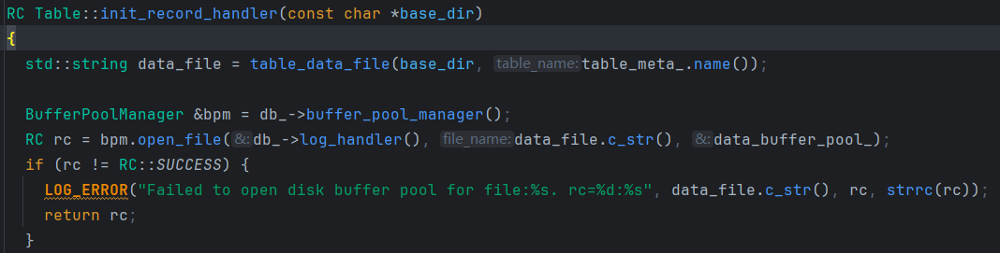 RC Table::init_record_handler(const char *base_dir)
{
  std::string data_file = table_data_file(base_dir, table_name: table_meta_.name());

  BufferPoolManager &bpm = db_->buffer_pool_manager();
  RC rc = bpm.open_file( &: db_->log_handler(), file_name: data_file.c_str(), &: data_buffer_pool_);
  if (rc != RC::SUCCESS) {
    LOG_ERROR("Failed to open disk buffer pool for file:%s. rc=%d:%s", data_file.c_str(), rc, strrc(rc));
    return rc;
  }